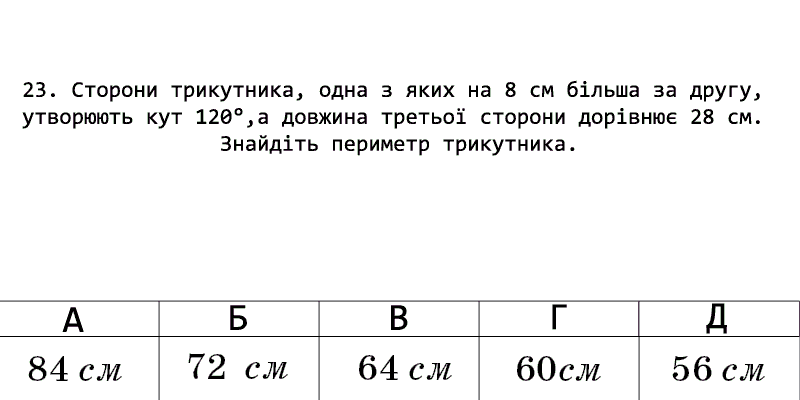 23. Сторони трикутника, одна з яких на 8 см більша за другу,
утворюють кут 120°,а довжина третьої сторони дорівнює 28 см.
Знайдіть периметр трикутника.
А Б В Г Д
84 см 72 см 64 см 60см 56 см